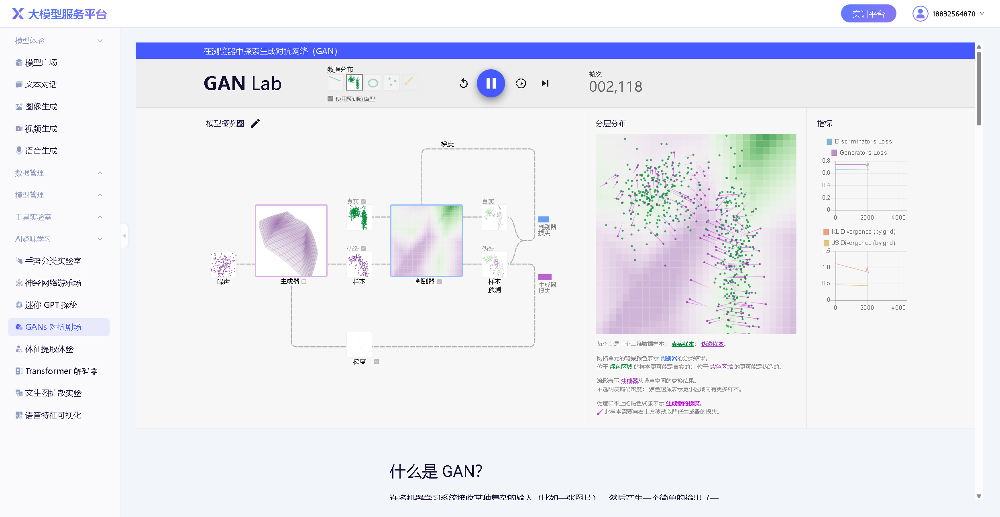 大模型服务平台
实训平台
18832564870
模型体验
模型广场
文本对话
图像生成
视频生成
语音生成
数据管理
模型管理
工具实验室
AI趣味学习
手势分类实验室
神经网络游乐场
迷你 GPT 探秘
GANs 对抗剧场
体征提取体验
Transformer 解码器
文生图扩散实验
语音特征可视化
在浏览器中探索生成对抗网络（GAN）
GAN Lab
数据分布
使用预训练模型
轮次
002,118
模型概览图
梯度
真实
真实
判别器
损失
伪造
伪造
噪声
生成器
样本
判别器
样本
预测
生成器
损失
梯度
分层分布
每个点是一个二维数据样本： 真实样本； 伪造样本。
网格单元的背景颜色表示 判别器的分类结果。
位于 绿色区域 的样本更可能是真实的； 位于 紫色区域 的更可能是伪造的。
流形表示 生成器从噪声空间的变换结果。
不透明度编码密度： 紫色越深表示更小区域内有更多样本。
伪造样本上的粉色线条表示 生成器的梯度。
此样本需要向右上方移动以降低生成器的损失。
指标
Discriminator's Loss
Generator's Loss
0.8
0.6
0.4
0.2
0
0 2000 4000
KL Divergence (by grid)
JS Divergence (by grid)
1.5
1.0
0.5
0
0 2000 4000
什么是 GAN？
许多机器学习系统接收某种复杂的输入（比如一张图片），然后产生一个简单的输出（一